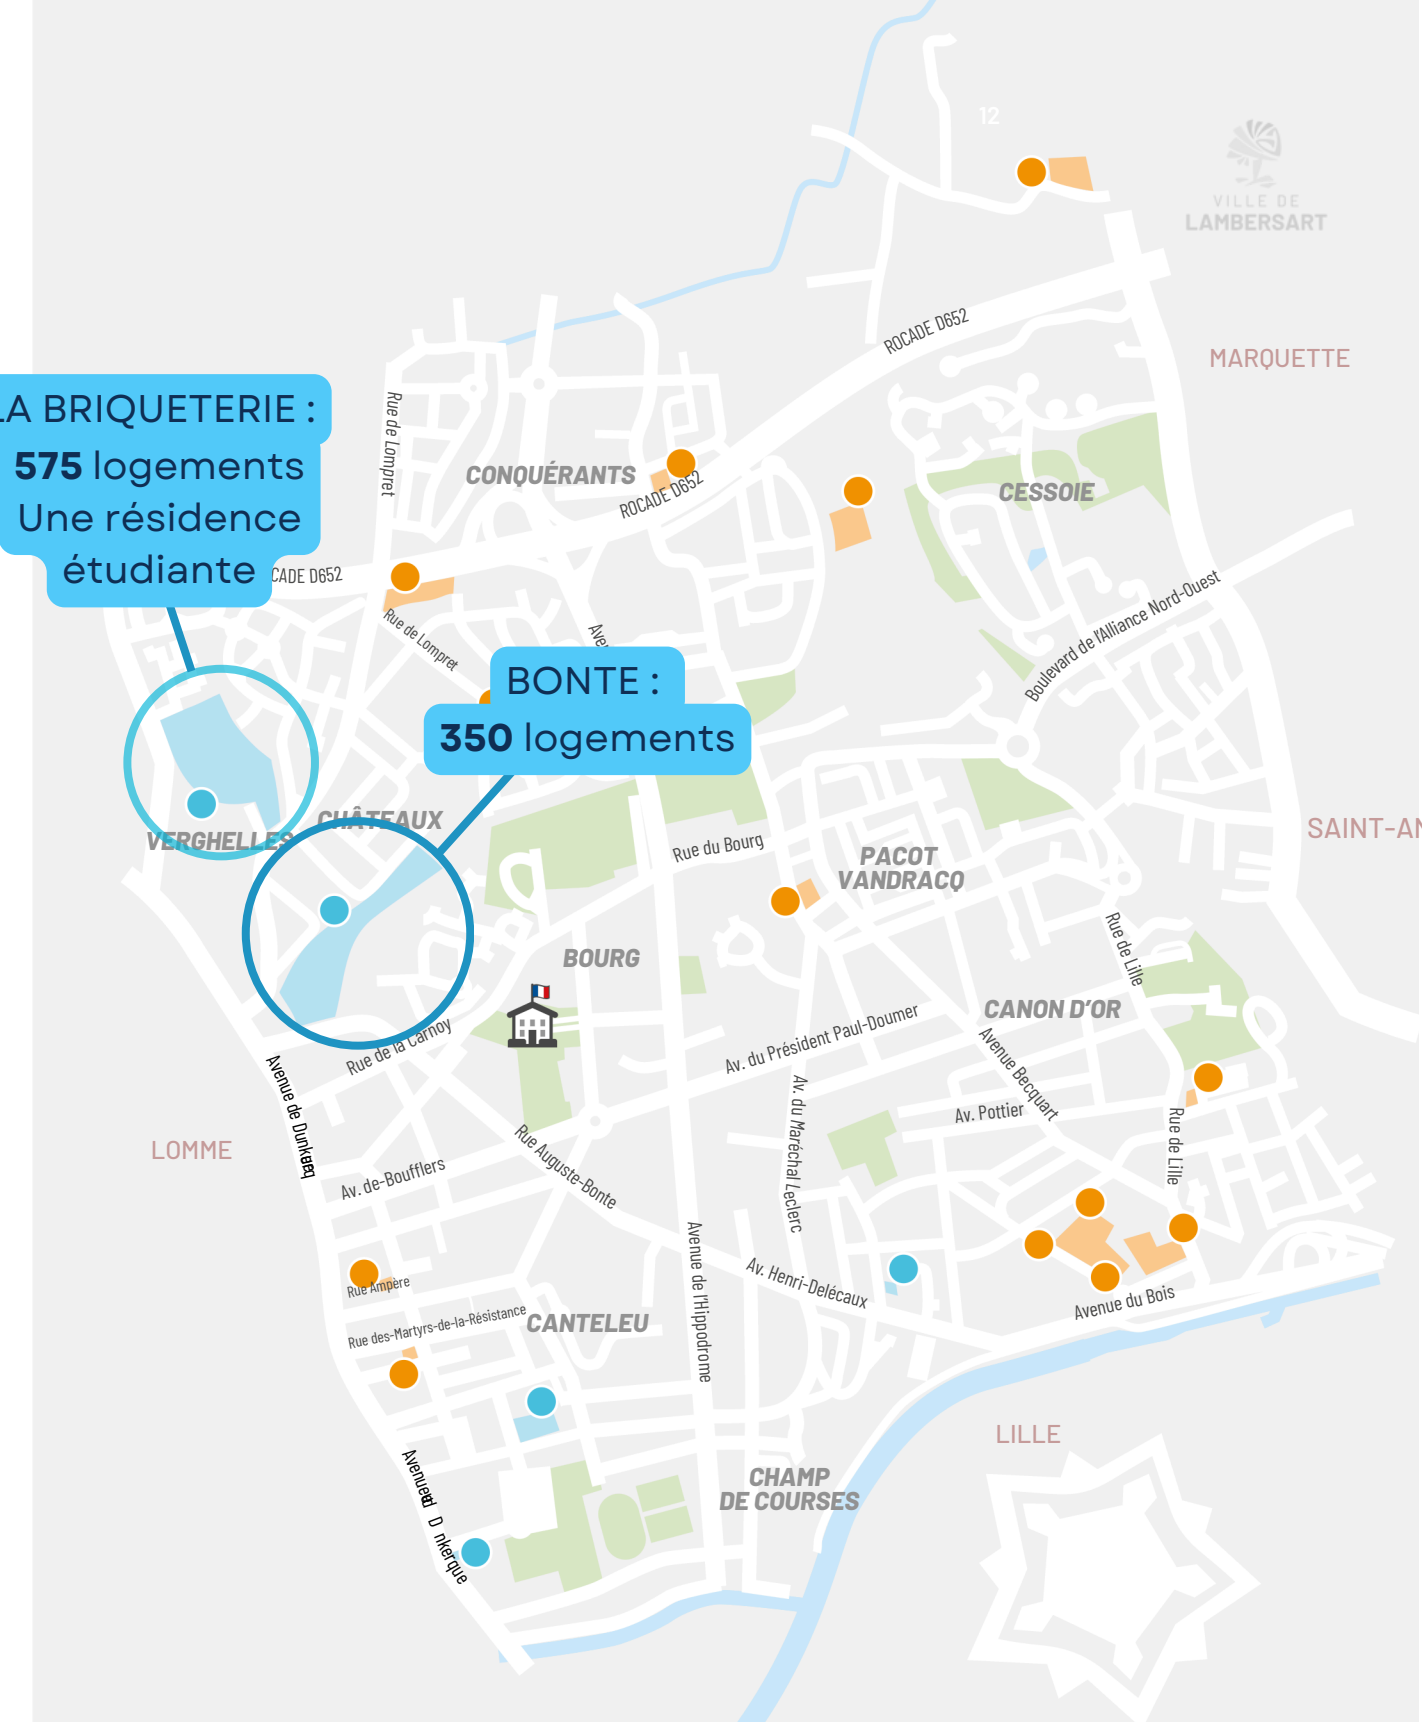 12
VILLE DE
LAMBERSART
ROCADE D652
MARQUETTE
LA BRIQUETERIE :
575 logements
Une résidence
étudiante
Rue de Lompret
CONQUÉRANTS
ROCADE D652
CESSOIE
CADE D652
Rue de Lompret
Boulevard de l'Alliance Nord-Ouest
BONTE :
350 logements
CHÂTEAUX
VERGHELLES
Rue du Bourg
PACOT
VANDRACQ
SAINT-AN
BOURG
Rue de Lille
CANON D'OR
Rue de la Carnoy
Av. du Président Paul-Doumer
Avenue Becquart
Avenue de
Av. du Maréchal Leclerc
Av. Pottier
Rue de Lille
LOMME
Rue Auguste-Bonte
Av. de-Boufflers
Avenue de l'Hippodrome
Av. Henri-Delécaux
Rue Ampère
Avenue du Bois
Rue des-Martyrs-de-la-Résistance
CANTELEU
LILLE
CHAMP
DE COURSES